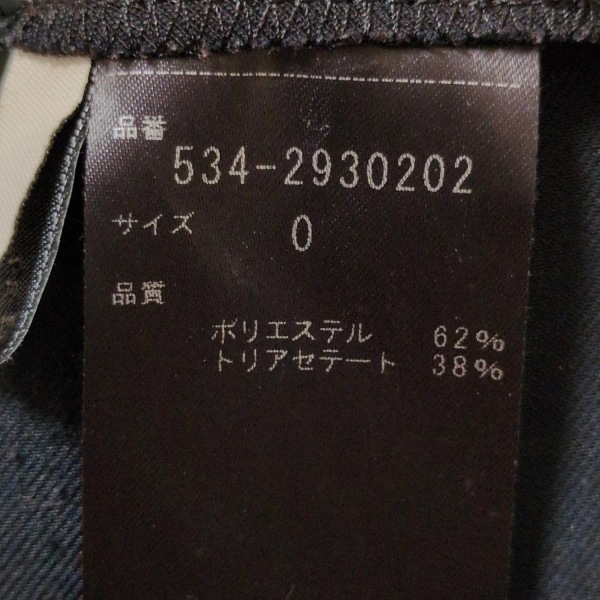 品番
534-2930202
サイズ 0
品質
ポリエステル 62%
トリアセテート 38%